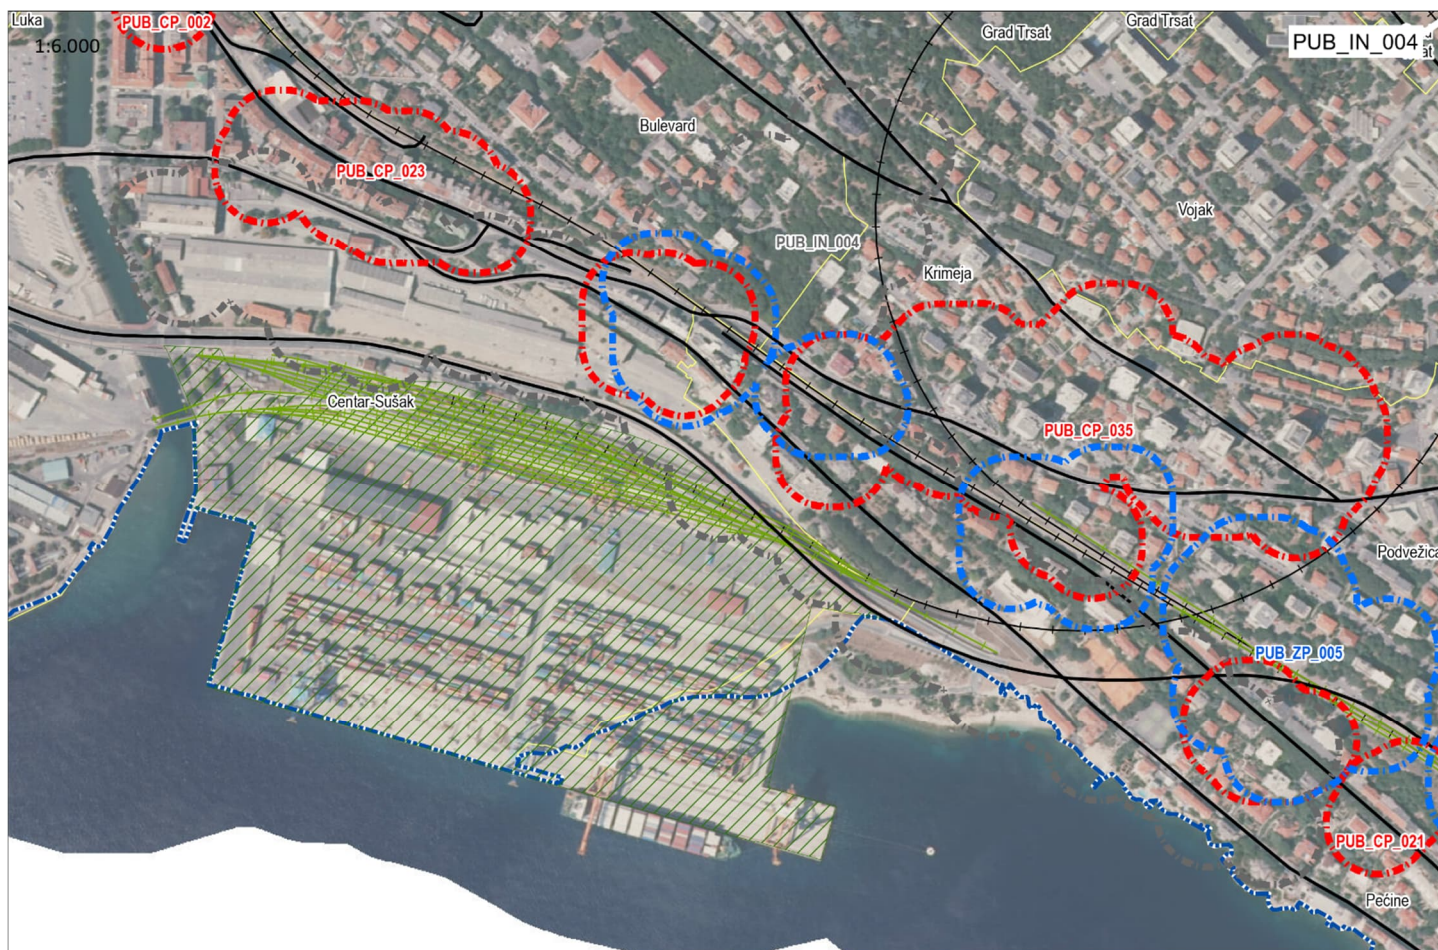 Luka
PUB_CP_002
Grad Trsat
Grad Trsat
1:6.000
PUB_IN_004
at
Bulevard
PUB_CP_023
Vojak
PUB_IN_004
Krimeja
Centar-Sušak
PUB_CP_035
Podvežica
PUB_ZP_005
PUB_CP_021
Pećine